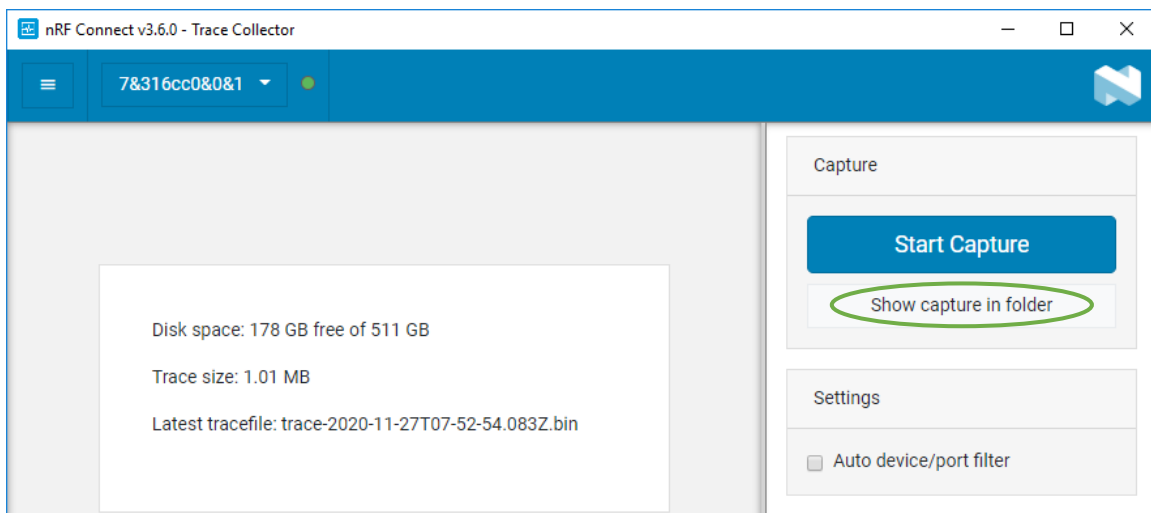 nRF Connect v3.6.0 - Trace Collector
7&316cc0&0&1
Capture
Start Capture
Show capture in folder
Disk space: 178 GB free of 511 GB
Trace size: 1.01 MB
Latest tracefile: trace-2020-11-27T07-52-54.083Z.bin
Settings
Auto device/port filter